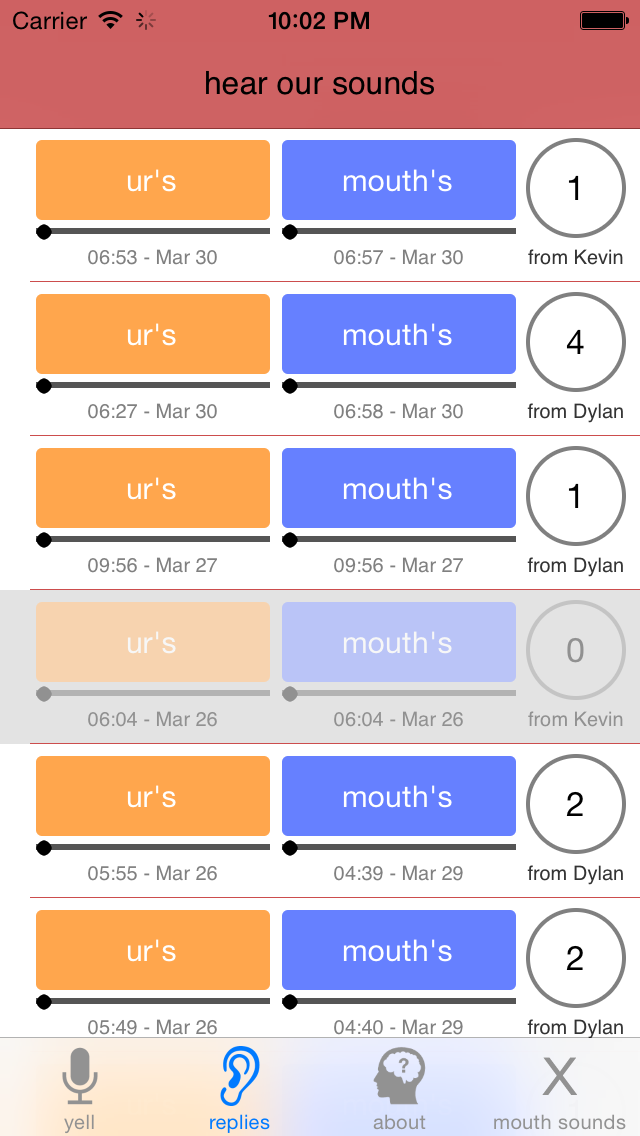 Carrier 10:02 PM
hear our sounds
ur's mouth's 1
06:53 - Mar 30 06:57 - Mar 30 from Kevin
ur's mouth's 4
06:27 - Mar 30 06:58 - Mar 30 from Dylan
ur's mouth's 1
09:56 - Mar 27 09:56 - Mar 27 from Dylan
ur's mouth's 0
06:04 - Mar 26 06:04 - Mar 26 from Kevin
ur's mouth's 2
05:55 - Mar 26 04:39 - Mar 29 from Dylan
ur's mouth's 2
05:49 - Mar 26 04:40 - Mar 29 from Dylan
?
X
yell replies about mouth sounds